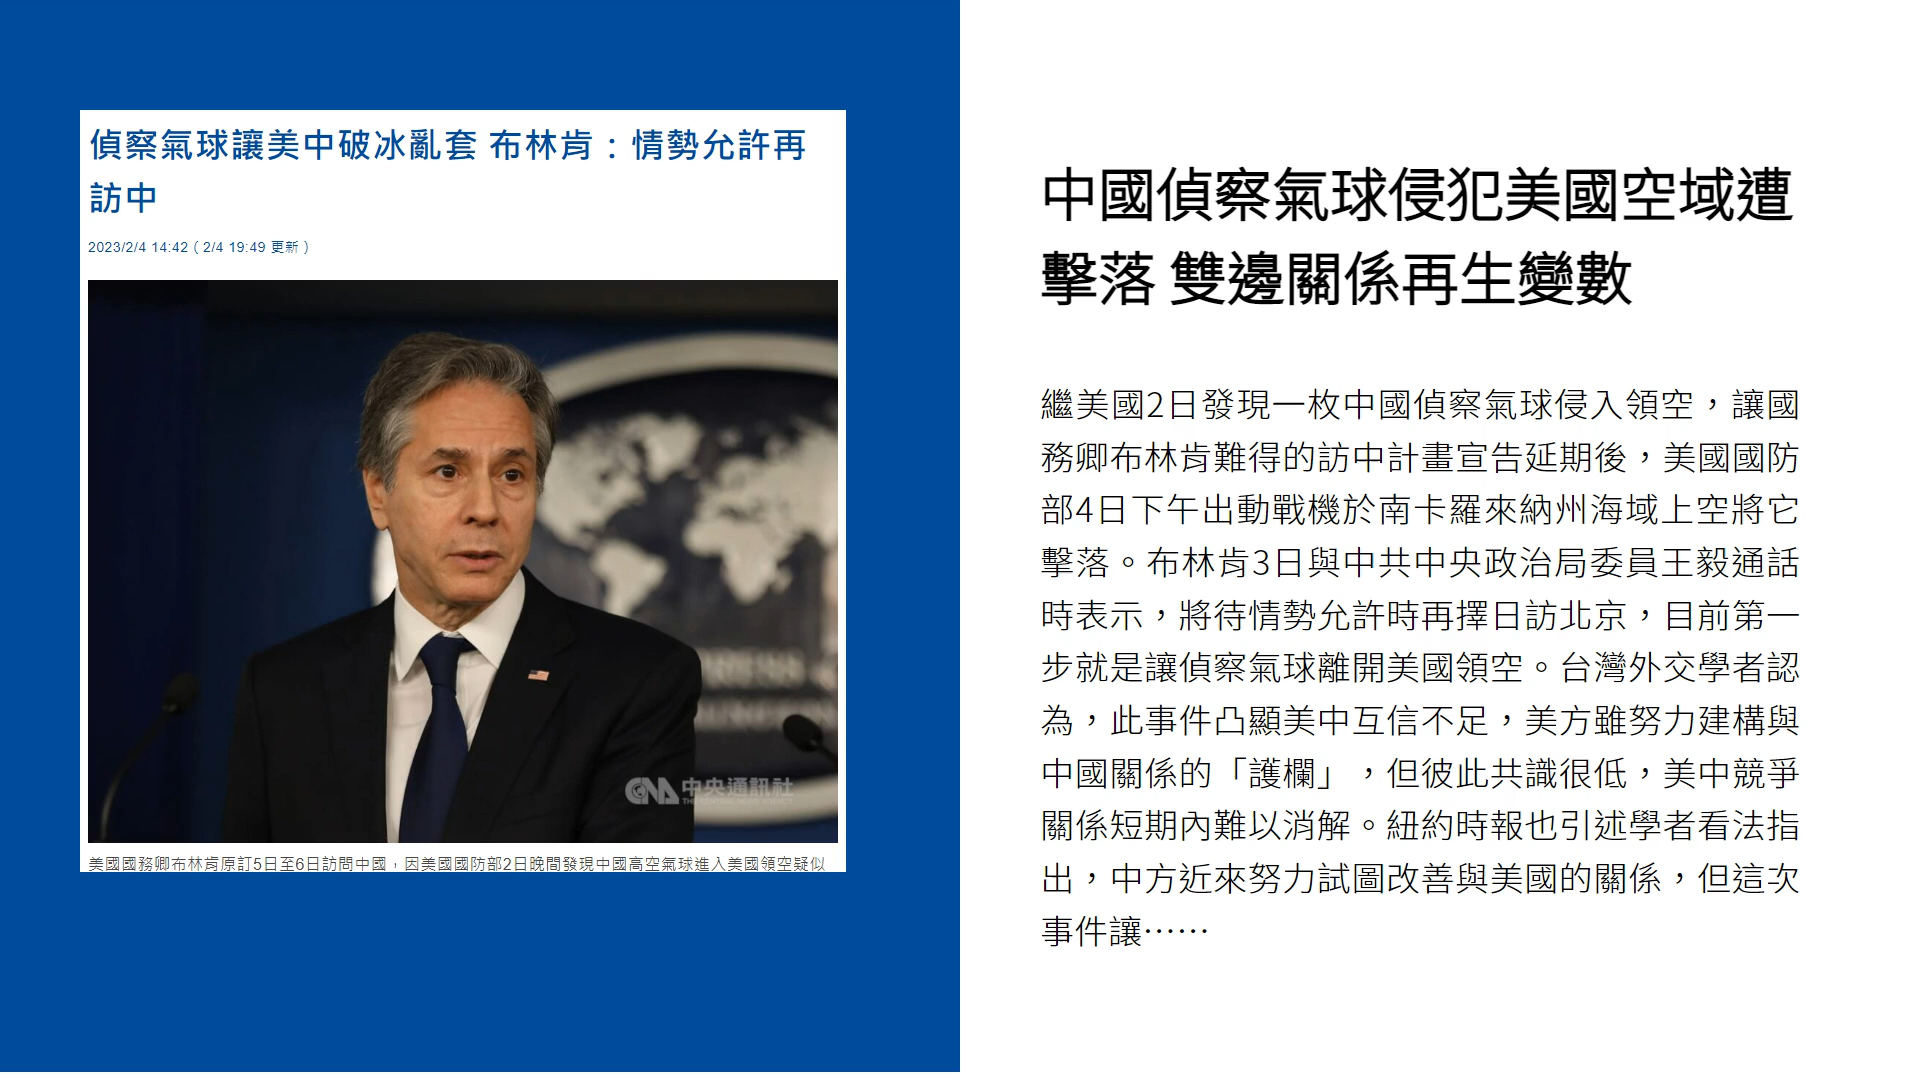 偵察氣球讓美中破冰亂套 布林肯：情勢允許再
訪中
2023/2/4 14:42（2/4 19:49 更新）
CNA 中央通訊社
THE CENTRAL NEWS AGENCY
美國國務卿布林肯原訂5日至6日訪問中國，因美國國防部2日晚間發現中國高空氣球進入美國領空疑似
中國偵察氣球侵犯美國空域遭
擊落 雙邊關係再生變數
繼美國2日發現一枚中國偵察氣球侵入領空，讓國
務卿布林肯難得的訪中計畫宣告延期後，美國國防
部4日下午出動戰機於南卡羅來納州海域上空將它
擊落。布林肯3日與中共中央政治局委員王毅通話
時表示，將待情勢允許時再擇日訪北京，目前第一
步就是讓偵察氣球離開美國領空。台灣外交學者認
為，此事件凸顯美中互信不足，美方雖努力建構與
中國關係的「護欄」，但彼此共識很低，美中競爭
關係短期內難以消解。紐約時報也引述學者看法指
出，中方近來努力試圖改善與美國的關係，但這次
事件讓……